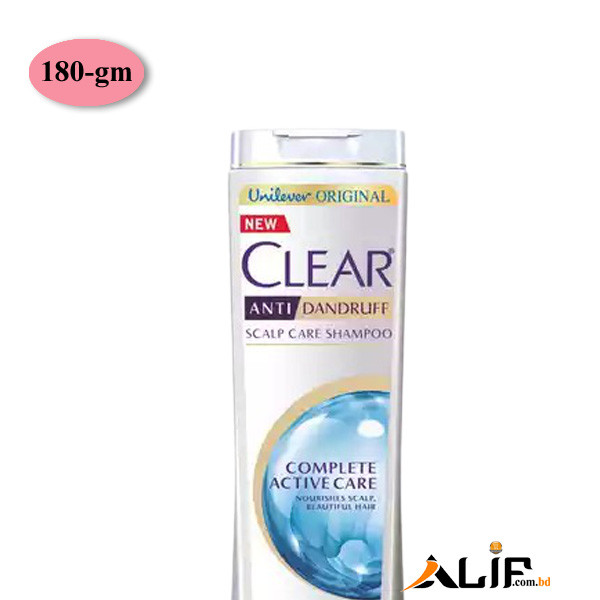 180-gm
Unilever ORIGINAL
NEW
CLEAR®
ANTI DANDRUFF
SCALP CARE SHAMPOO
COMPLETE
ACTIVE CARE
NOURISHES SCALP,
BEAUTIFUL HAIR
ALIF.com.bd